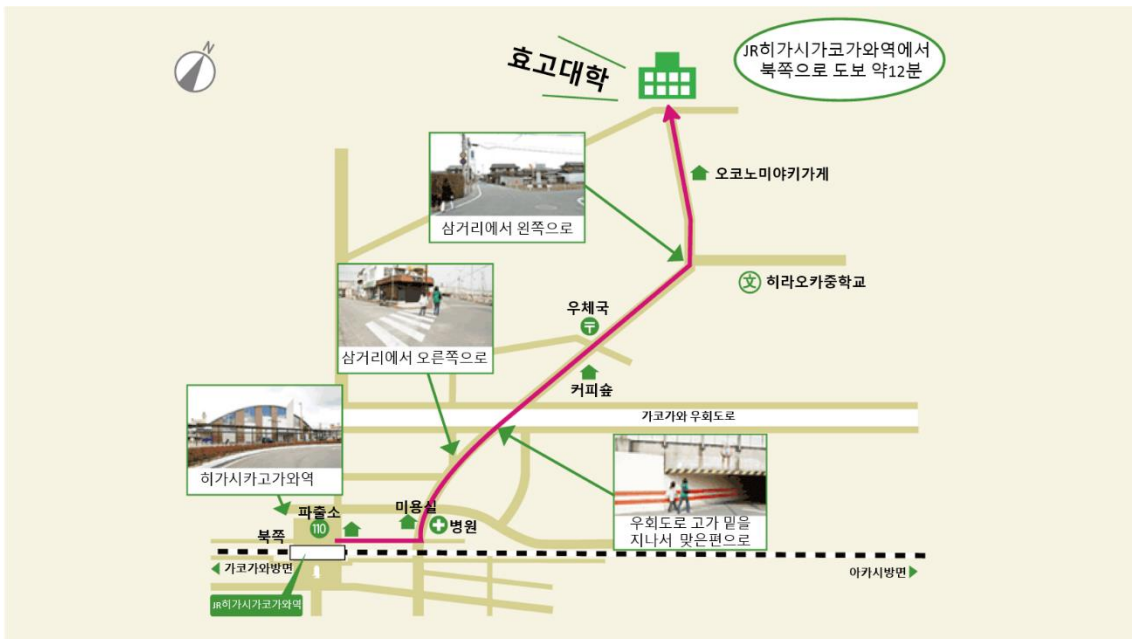 N
효고대학
JR히가시가코가와역에서
북쪽으로 도보 약12분
오코노미야키가게
삼거리에서 왼쪽으로
文 히라오카중학교
우체국
〒
삼거리에서 오른쪽으로
커피숖
가코가와 우회도로
히가시카고가와역
우회도로 고가 밑을
지나서 맞은편으로
미용실
파출소
110
병원
북쪽
가코가와방면
아카시방면
JR히가시가코가와역